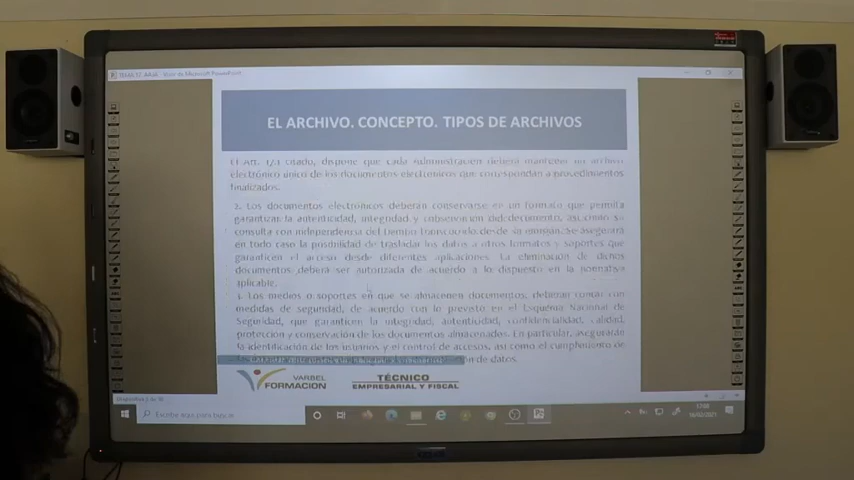 EL ARCHIVO. CONCEPTO. TIPOS DE ARCHIVOS
El Art. 17.1 citado, dispone que cada Administración deberá mantener un archivo
electrónico único de los documentos electrónicos que correspondan a procedimientos
finalizados.
2. Los documentos electrónicos deberán conservarse en un formato que permita
garantizar la autenticidad, integridad y conservación del documento, así como su
consulta con independencia del tiempo transcurrido desde su emisión. Se asegurará
en todo caso la posibilidad de trasladar los datos a otros formatos y soportes que
garanticen el acceso desde diferentes aplicaciones. La eliminación de dichos
documentos deberá ser autorizada de acuerdo a lo dispuesto en la normativa
aplicable.
3. Los medios o soportes en que se almacenen documentos, deberán contar con
medidas de seguridad, de acuerdo con lo previsto en el Esquema Nacional de
Seguridad, que garanticen la integridad, autenticidad, confidencialidad, calidad,
protección y conservación de los documentos almacenados. En particular, asegurarán
la identificación de los usuarios y el control de accesos, así como el cumplimiento de
ón de datos.
VARBEL
FORMACIÓN
TÉCNICO
EMPRESARIAL Y FISCAL
Escribe aquí para buscar